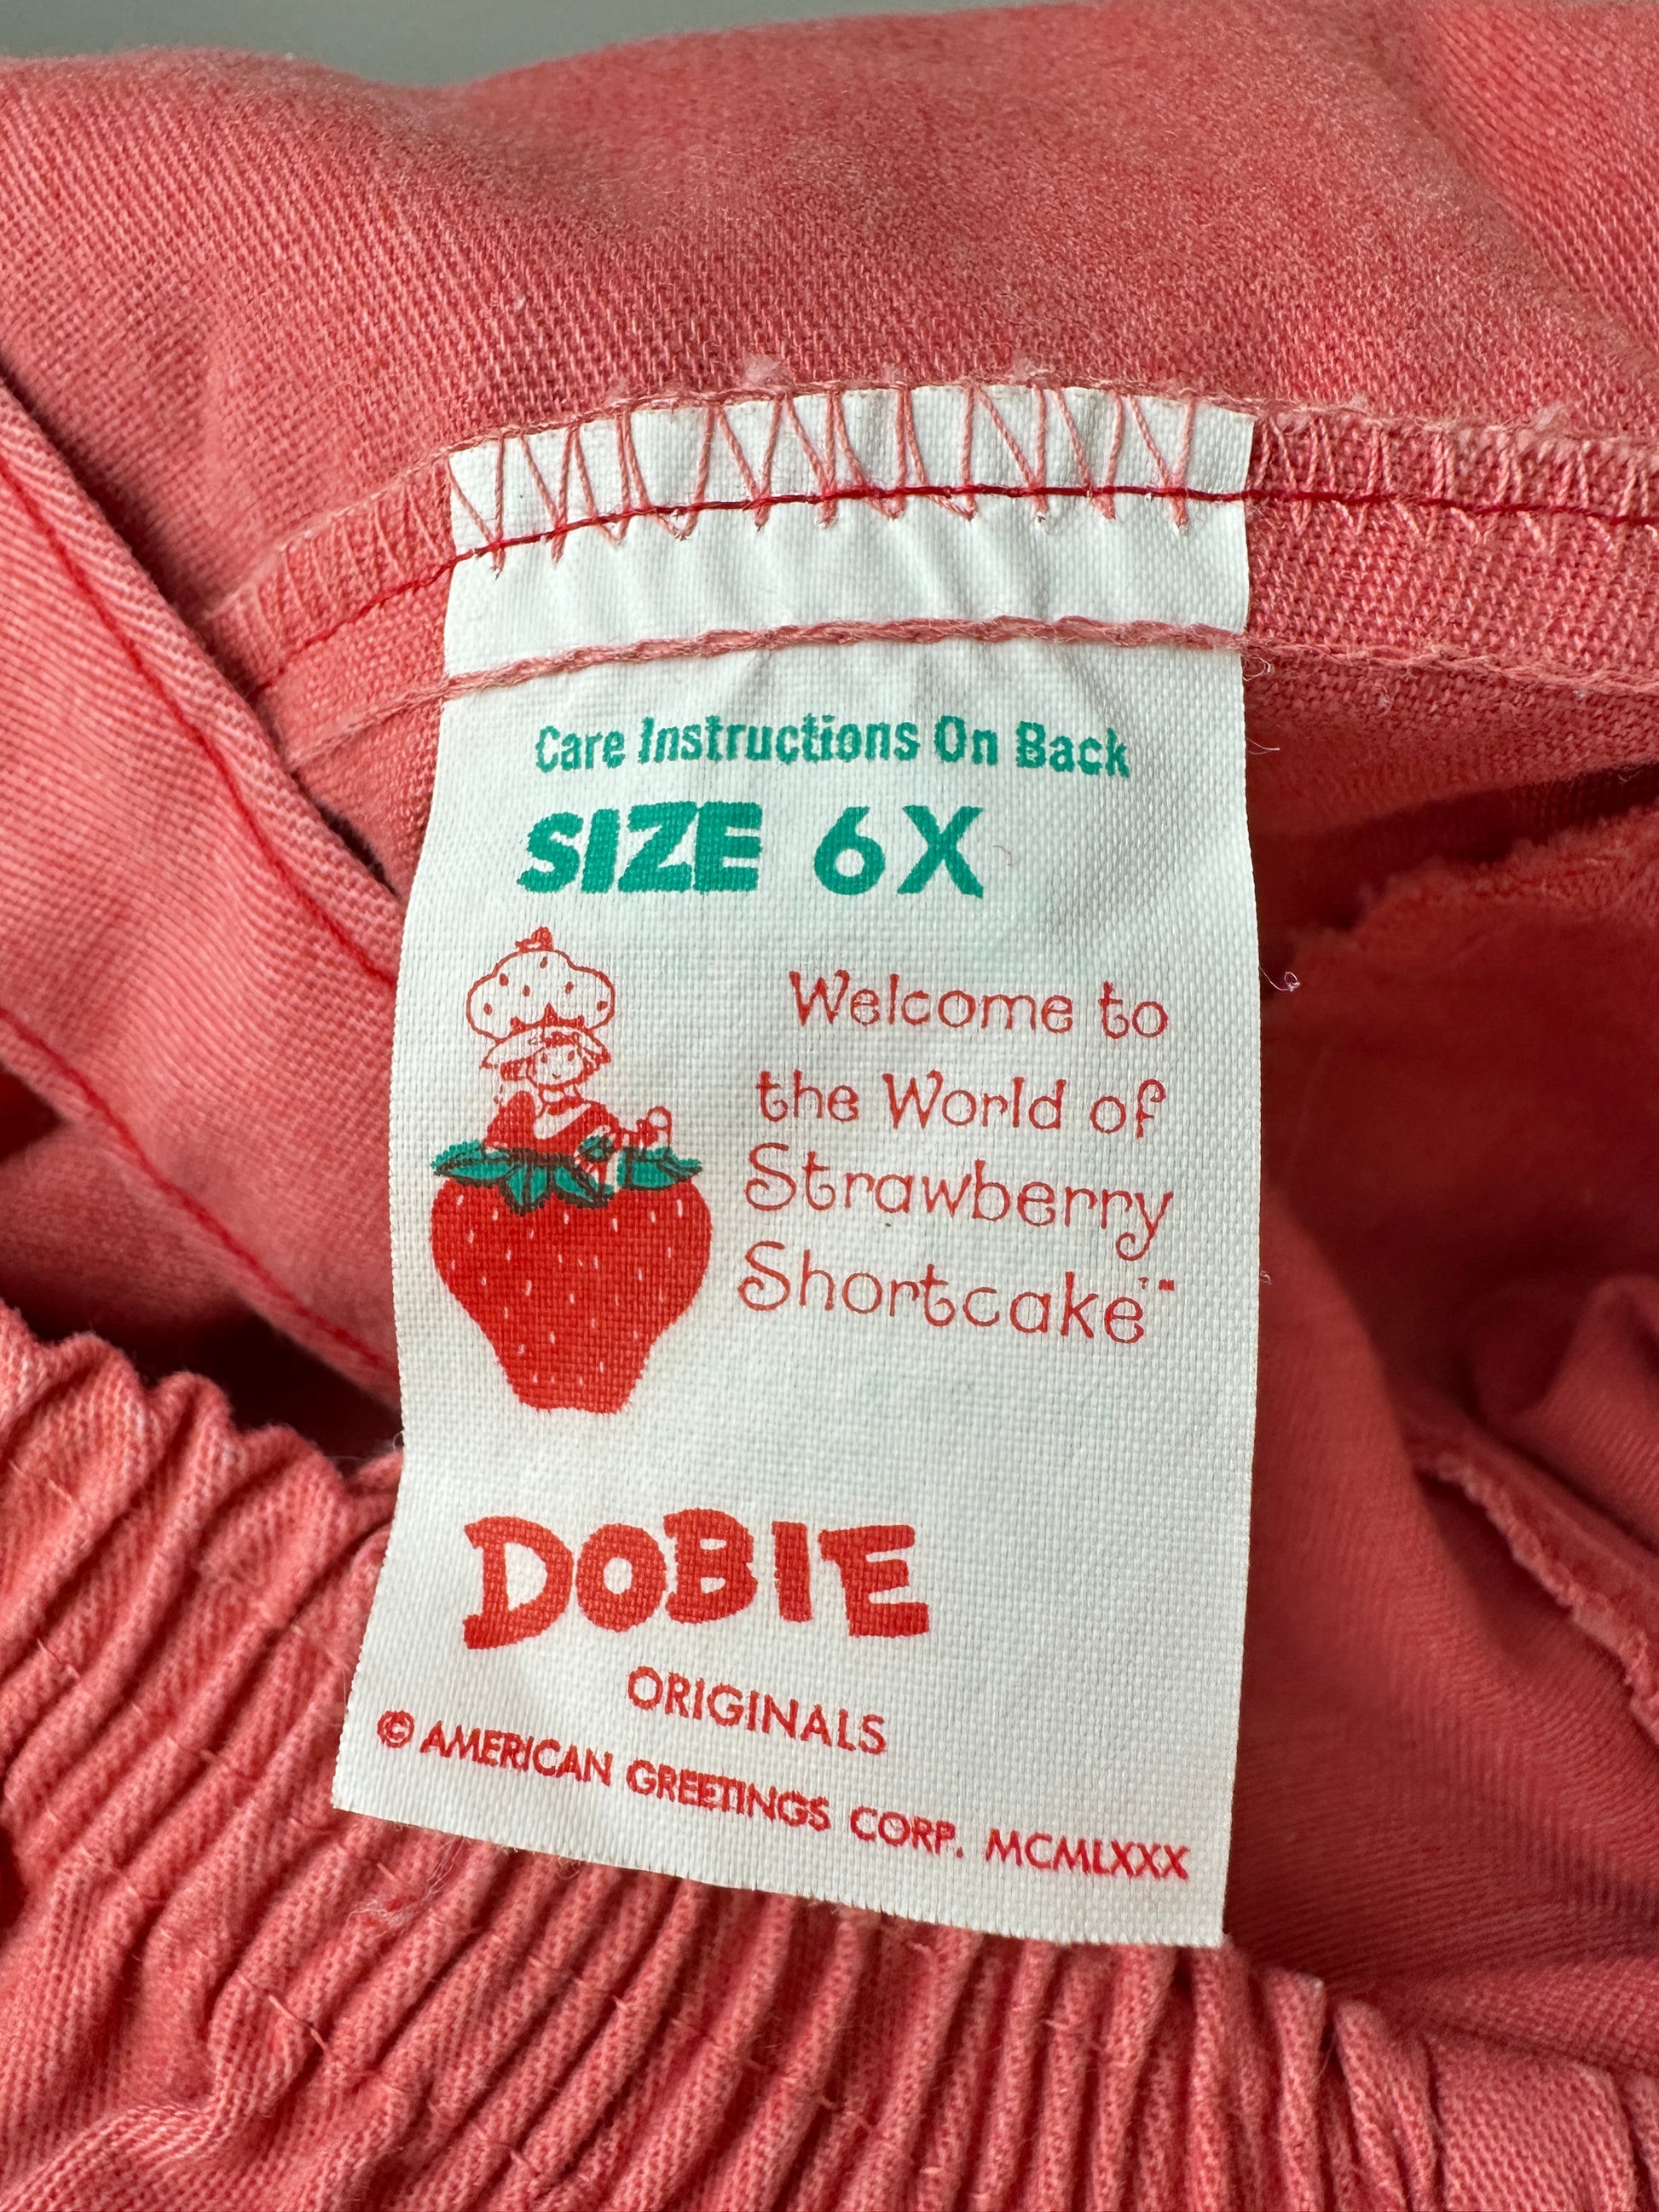 Care Instructions On Back
SIZE 6X
Welcome to
the World of
Strawberry
Shortcake™
DOBIE
ORIGINALS
© AMERICAN GREETINGS CORP. MCMLXXX